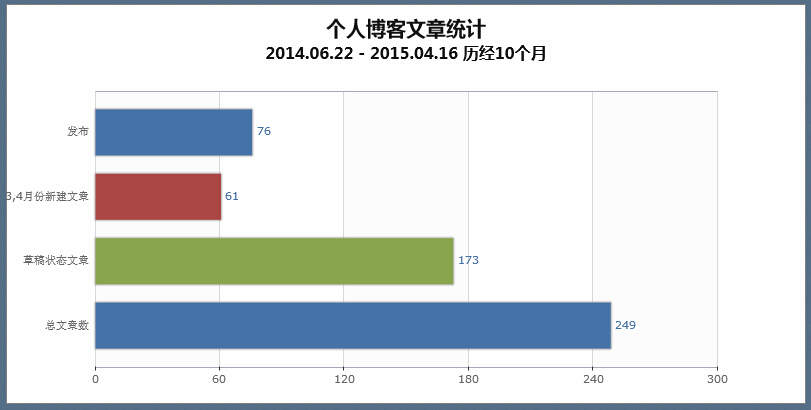 个人博客文章统计
2014.06.22 - 2015.04.16 历经10个月
发布
76
3,4月份新建文章
61
草稿状态文章
173
总文章数
249
0 60 120 180 240 300